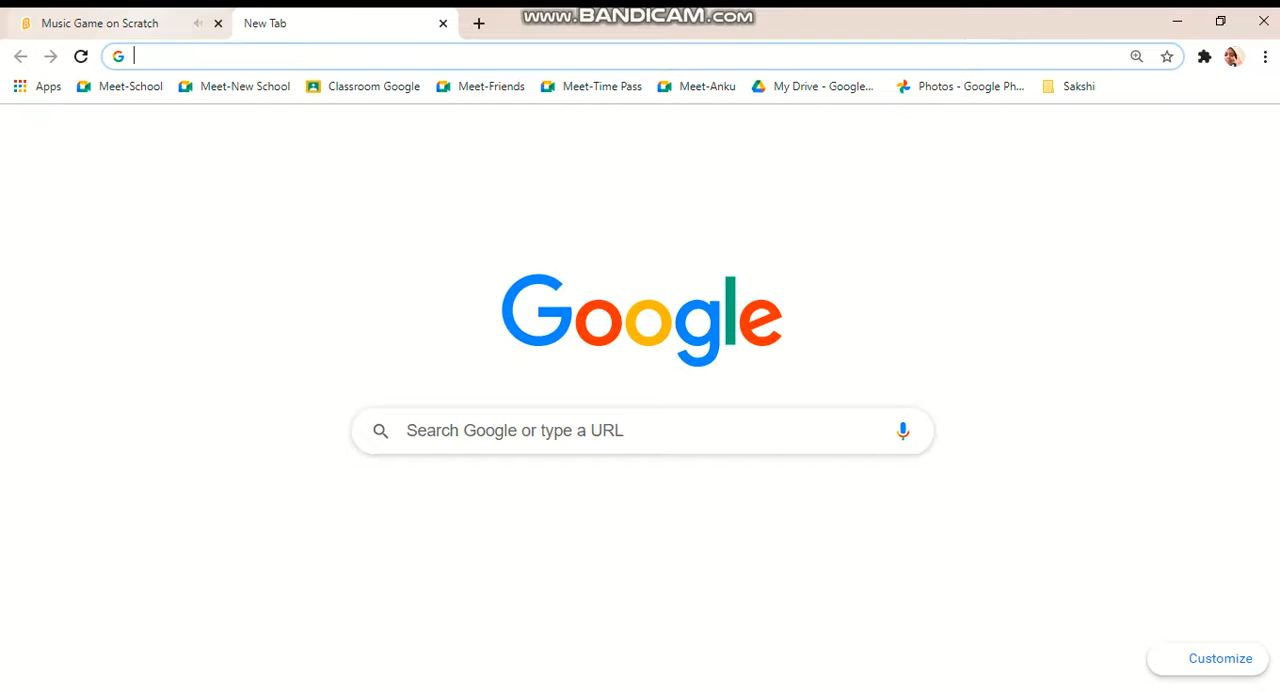 www.BANDICAM.com
Music Game on Scratch
New Tab
Apps
Meet-School
Meet-New School
Classroom Google
Meet-Friends
Meet-Time Pass
Meet-Anku
My Drive - Google...
Photos - Google Ph...
Sakshi
Google
Search Google or type a URL
Customize